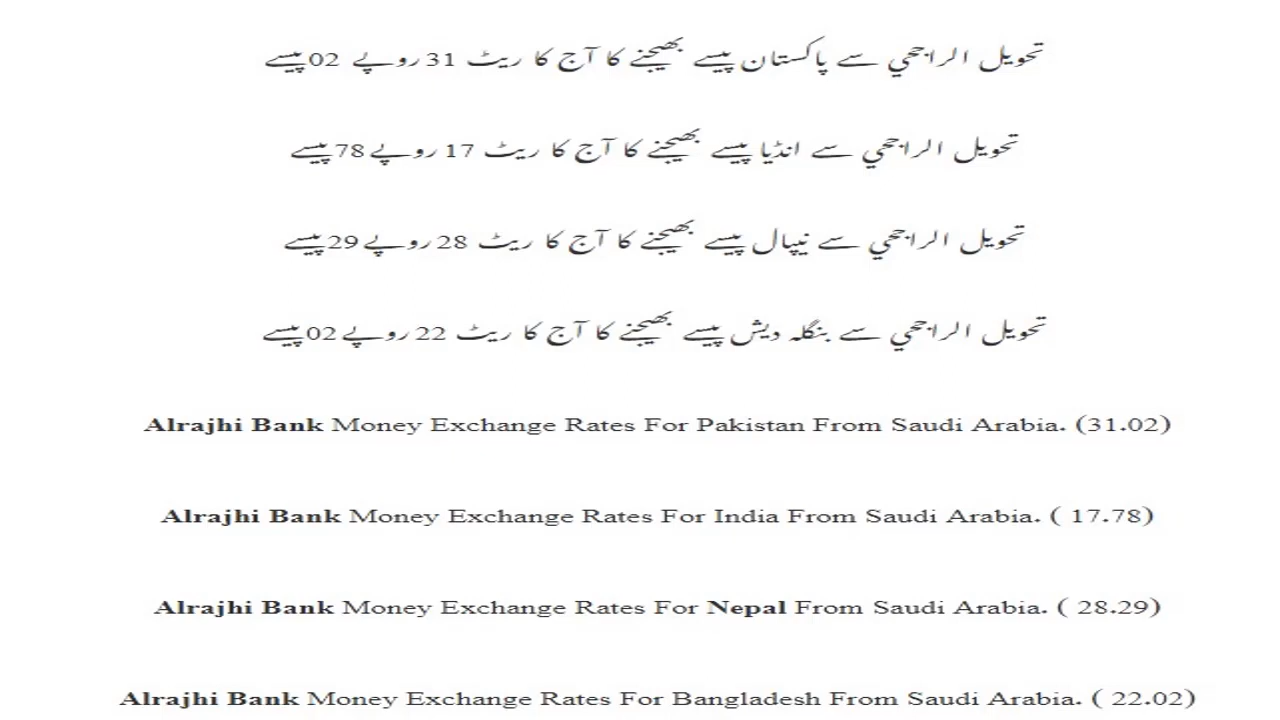 تحویل الراجحي سے پاکستان پیسے بھیجنے کا آج کا ریٹ 31 روپے 02 پیسے
تحویل الراجحي سے انڈیا پیسے بھیجنے کا آج کا ریٹ 17 روپے 78 پیسے
تحویل الراجحي سے نیپال پیسے بھیجنے کا آج کا ریٹ 28 روپے 29 پیسے
تحویل الراجحي سے بنگلہ دیش پیسے بھیجنے کا آج کا ریٹ 22 روپے 02 پیسے
Alrajhi Bank Money Exchange Rates For Pakistan From Saudi Arabia. (31.02)
Alrajhi Bank Money Exchange Rates For India From Saudi Arabia. ( 17.78)
Alrajhi Bank Money Exchange Rates For Nepal From Saudi Arabia. ( 28.29)
Alrajhi Bank Money Exchange Rates For Bangladesh From Saudi Arabia. ( 22.02)